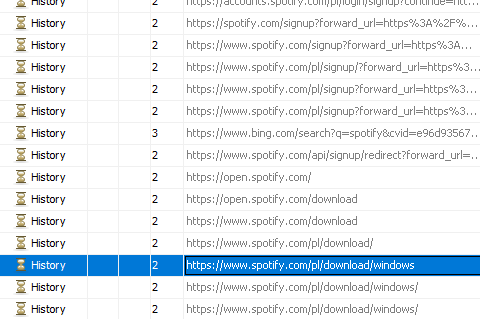 History 2 https://accounts.spotify.com/pl/login/signup?continue=htt...
History 2 https://spotify.com/signup?forward_url=https%3A%2F%...
History 2 https://www.spotify.com/signup?forward_url=https%3A...
History 2 https://www.spotify.com/pl/signup/?forward_url=https%3...
History 2 https://www.spotify.com/pl/signup?forward_url=https%3...
History 2 https://www.spotify.com/pl/signup?forward_url=https%3...
History 3 https://www.bing.com/search?q=spotify&cvid=e96d93567...
History 2 https://www.spotify.com/api/signup/redirect?forward_url=...
History 2 https://open.spotify.com/
History 2 https://open.spotify.com/download
History 2 https://www.spotify.com/download
History 2 https://www.spotify.com/pl/download/
History 2 https://www.spotify.com/pl/download/windows
History 2 https://www.spotify.com/pl/download/windows/
History 2 https://www.spotify.com/pl/download/windows/